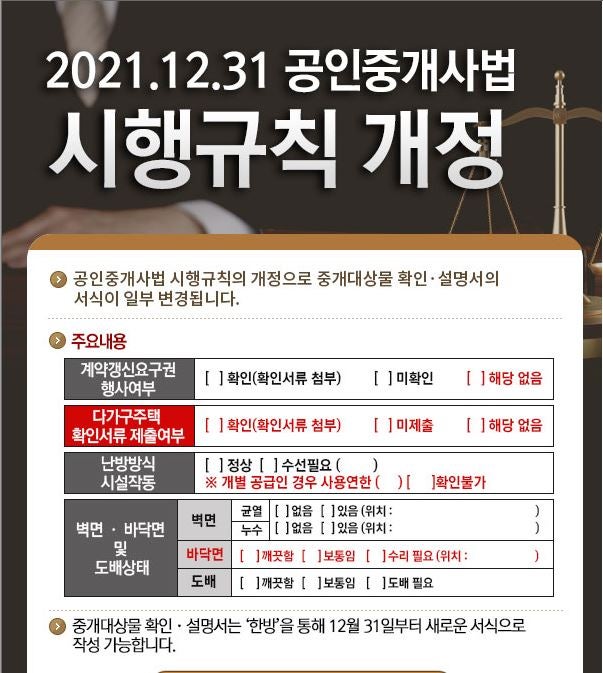 2021.12.31 공인중개사법
시행규칙 개정
공인중개사법 시행규칙의 개정으로 중개대상물 확인·설명서의
서식이 일부 변경됩니다.
주요내용
계약갱신요구권
행사여부
[ ] 확인(확인서류 첨부) [ ] 미확인 [ ] 해당 없음
다가구주택
확인서류 제출여부
[ ] 확인(확인서류 첨부) [ ] 미제출 [ ] 해당 없음
난방방식
시설작동
[ ] 정상 [ ] 수선필요 ( )
※ 개별 공급인 경우 사용연한 ( ) [ ]확인불가
벽면 · 바닥면
및
도배상태
벽면
균열 [ ] 없음 [ ] 있음 (위치 : )
누수 [ ] 없음 [ ] 있음 (위치 : )
바닥면 [ ]깨끗함 [ ]보통임 [ ]수리 필요 (위치 : )
도배 [ ]깨끗함 [ ]보통임 [ ]도배 필요
중개대상물 확인·설명서는 ‘한방’을 통해 12월 31일부터 새로운 서식으로
작성 가능합니다.